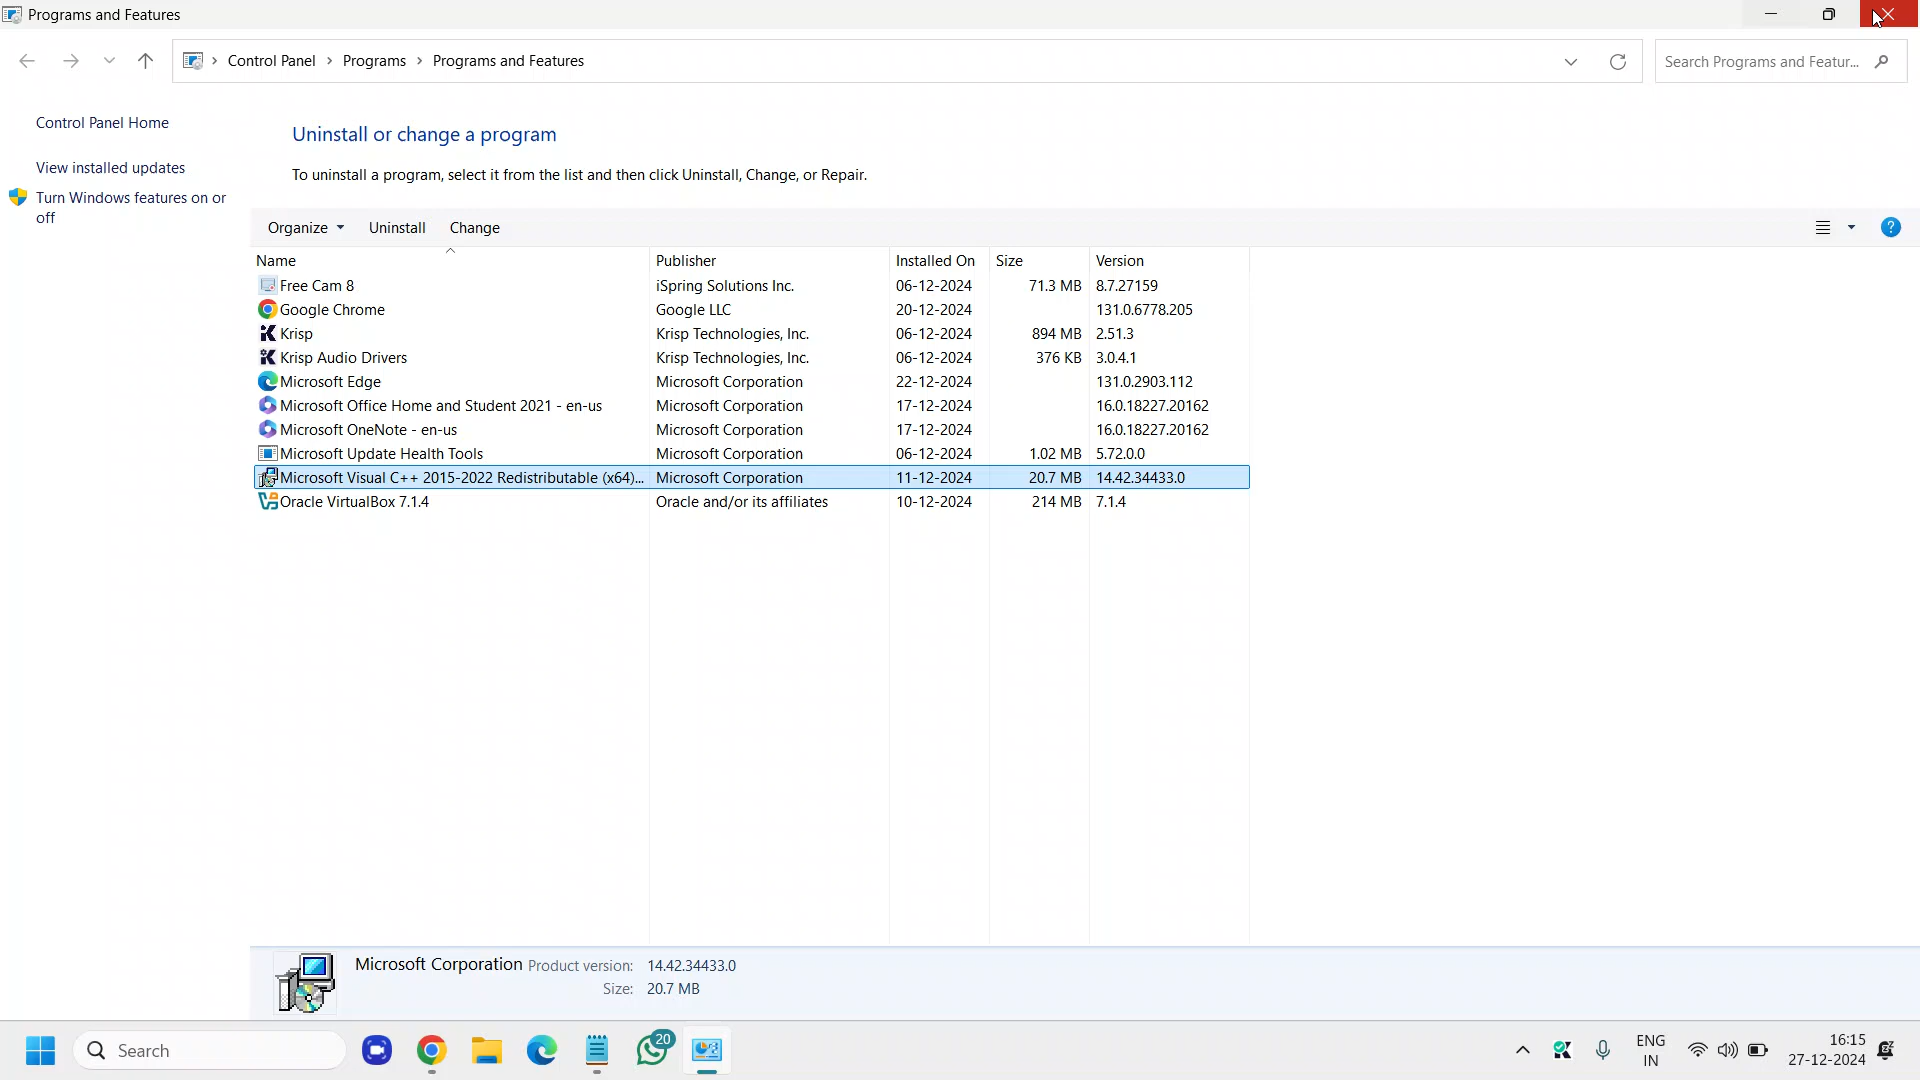 Programs and Features
Control Panel > Programs > Programs and Features
Search Programs and Featur...
Control Panel Home
View installed updates
Turn Windows features on or
off
Uninstall or change a program
To uninstall a program, select it from the list and then click Uninstall, Change, or Repair.
Organize Uninstall Change
Name Publisher Installed On Size Version
Free Cam 8 iSpring Solutions Inc. 06-12-2024 71.3 MB 8.7.27159
Google Chrome Google LLC 20-12-2024 131.0.6778.205
Krisp Krisp Technologies, Inc. 06-12-2024 894 MB 2.51.3
Krisp Audio Drivers Krisp Technologies, Inc. 06-12-2024 376 KB 3.0.4.1
Microsoft Edge Microsoft Corporation 22-12-2024 131.0.2903.112
Microsoft Office Home and Student 2021 - en-us Microsoft Corporation 17-12-2024 16.0.18227.20162
Microsoft OneNote - en-us Microsoft Corporation 17-12-2024 16.0.18227.20162
Microsoft Update Health Tools Microsoft Corporation 06-12-2024 1.02 MB 5.72.0.0
Microsoft Visual C++ 2015-2022 Redistributable (x64)... Microsoft Corporation 11-12-2024 20.7 MB 14.42.34433.0
Oracle VirtualBox 7.1.4 Oracle and/or its affiliates 10-12-2024 214 MB 7.1.4
Microsoft Corporation Product version: 14.42.34433.0
Size: 20.7 MB
Search
20
ENG
IN
16:15
27-12-2024